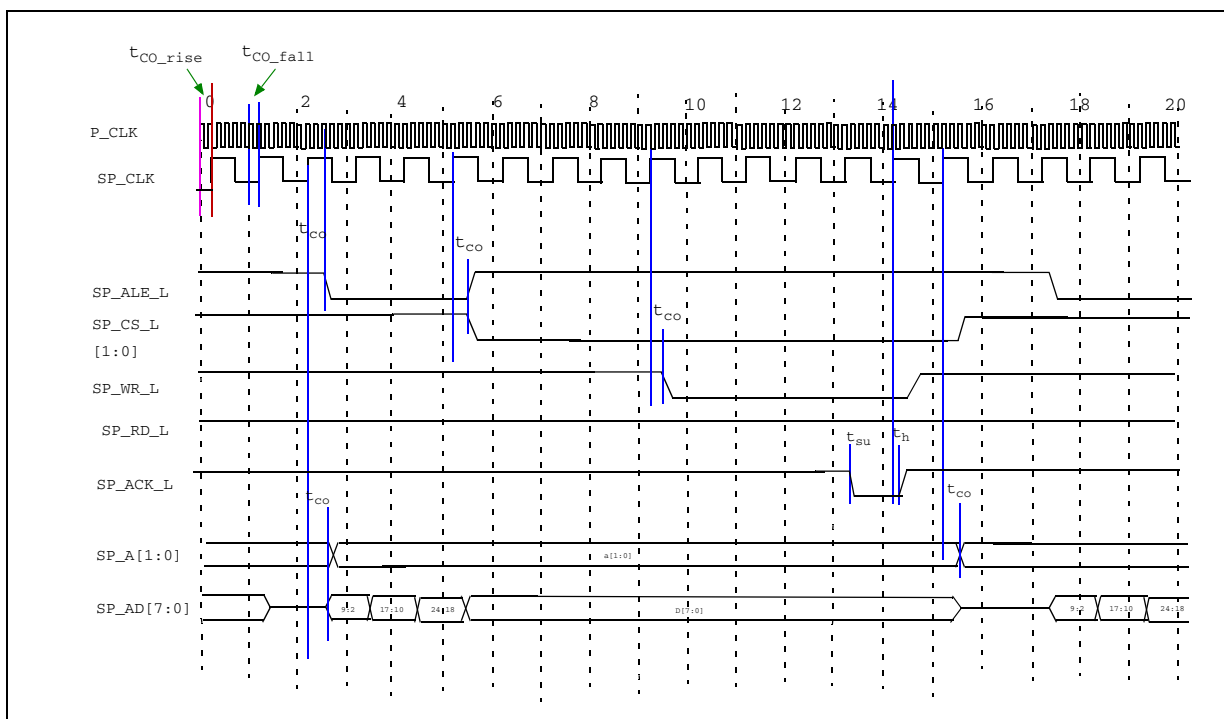 tCO_rise tCO_fall
0 2 4 6 8 10 12 14 16 18 20
P_CLK
SP_CLK
tco
tco
SP_ALE_L
SP_CS_L
[1:0]
tco
SP_WR_L
SP_RD_L
tsu th
SP_ACK_L
tco tco
SP_A[1:0] a[1:0]
SP_AD[7:0] 9:2 17:10 24:18 D[7:0] 9:2 17:10 24:18